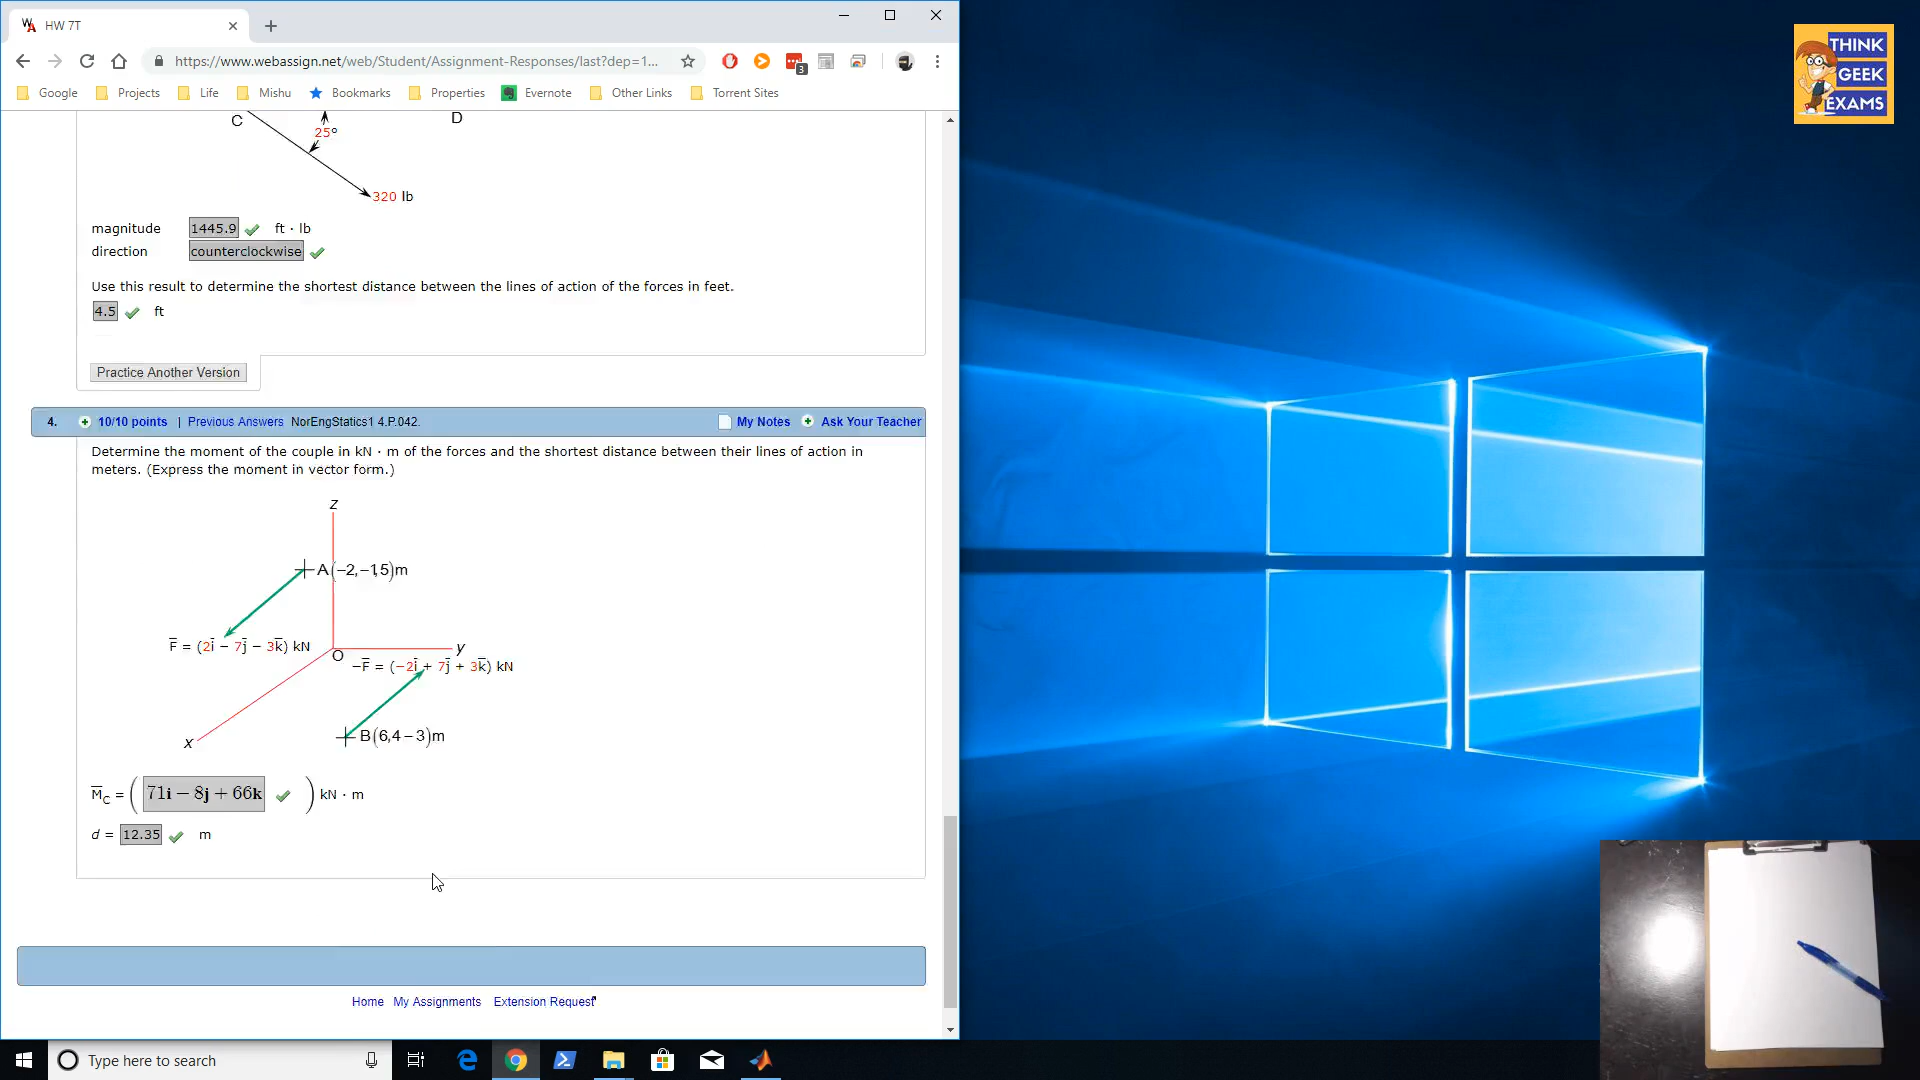 HW 7T
https://www.webassign.net/web/Student/Assignment-Responses/last?dep=1...
3
Google Projects Life Mishu Bookmarks Properties Evernote Other Links Torrent Sites
THINK
GEEK
EXAMS
C D
25°
320 lb
magnitude 1445.9 ft · lb
direction counterclockwise
Use this result to determine the shortest distance between the lines of action of the forces in feet.
4.5 ft
Practice Another Version
4. 10/10 points | Previous Answers NorEngStatics1 4.P.042. My Notes Ask Your Teacher
Determine the moment of the couple in kN · m of the forces and the shortest distance between their lines of action in
meters. (Express the moment in vector form.)
z
A(−2,−1,5)m
F̅ = (2i̅ − 7j̅ − 3k̅) kN
y
O
−F̅ = (−2i̅ + 7j̅ + 3k̅) kN
B(6,4−3)m
x
M̅C = ( 71i − 8j + 66k ) kN · m
d = 12.35 m
Home My Assignments Extension Request
Type here to search